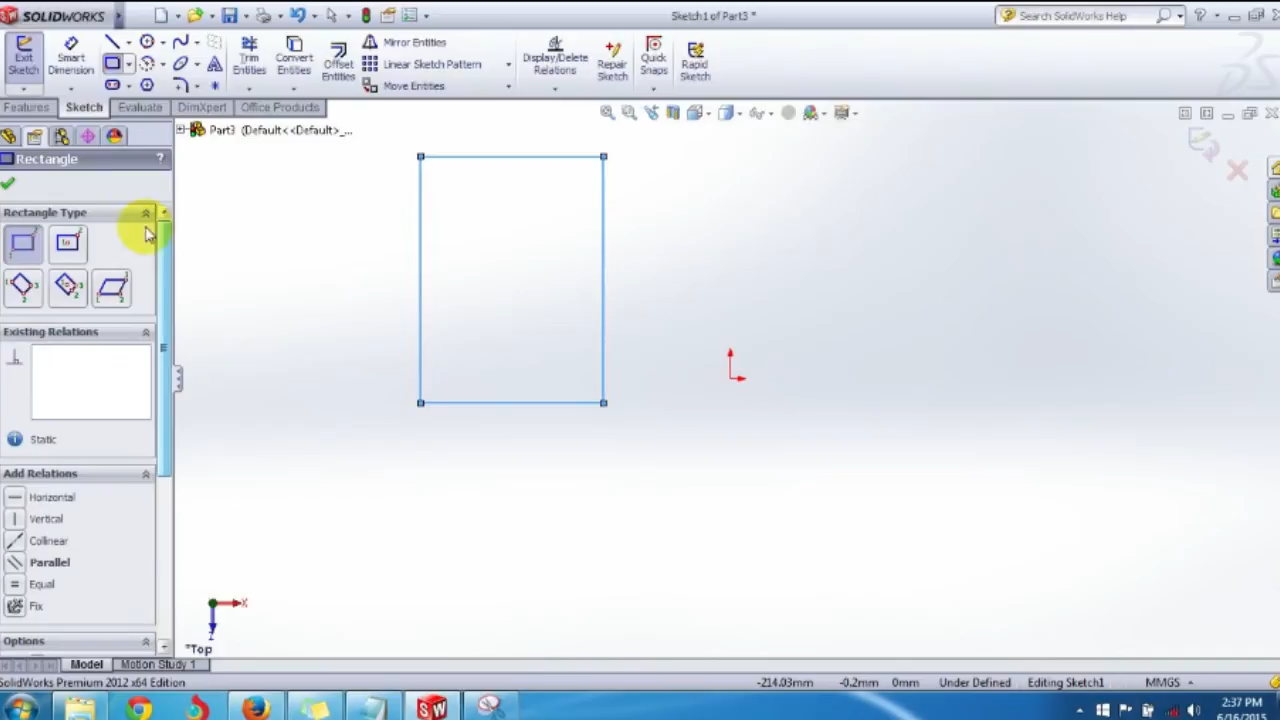 SOLIDWORKS
Sketch1 of Part3 *
Search SolidWorks Help
Exit Sketch
Smart Dimension
Trim Entities
Convert Entities
Offset Entities
Mirror Entities
Linear Sketch Pattern
Move Entities
Display/Delete Relations
Repair Sketch
Quick Snaps
Rapid Sketch
Features Sketch Evaluate DimXpert Office Products
Part3 (Default<<Default>_...
Rectangle ?
Rectangle Type
Existing Relations
Static
Add Relations
Horizontal
Vertical
Collinear
Parallel
Equal
Fix
Options
X
Z
*Top
Model Motion Study 1
SolidWorks Premium 2012 x64 Edition -214.03mm -0.2mm 0mm Under Defined Editing Sketch1 MMGS
2:37 PM
6/16/2015